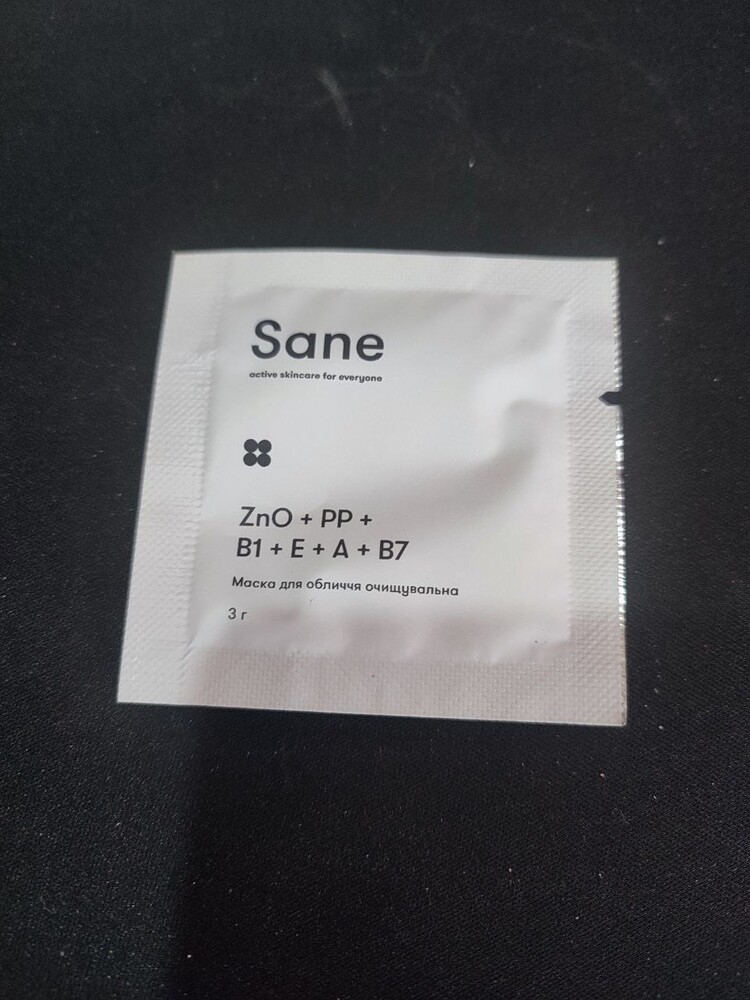 Sane
active skincare for everyone
ZnO + PP +
B1 + E + A + B7
Маска для обличчя очищувальна
3 г